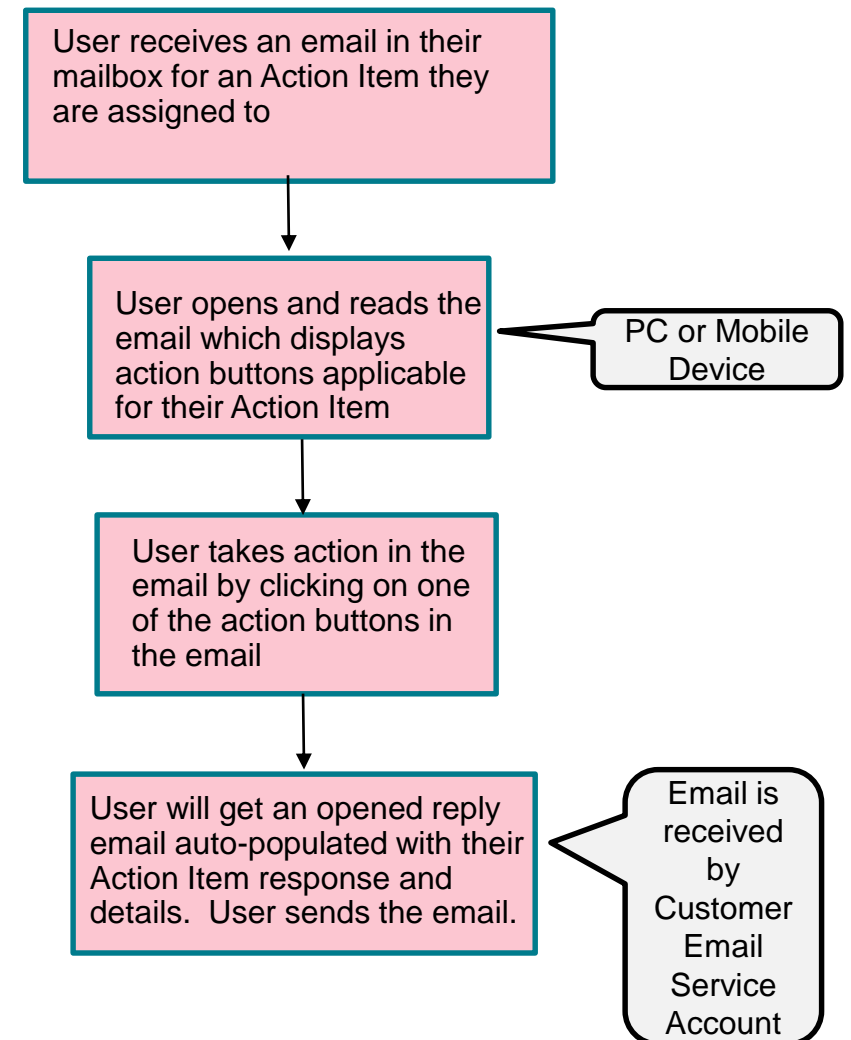 User receives an email in their
mailbox for an Action Item they
are assigned to
User opens and reads the
email which displays
action buttons applicable
for their Action Item
PC or Mobile
Device
User takes action in the
email by clicking on one
of the action buttons in
the email
User will get an opened reply
email auto-populated with their
Action Item response and
details.  User sends the email.
Email is
received
by
Customer
Email
Service
Account